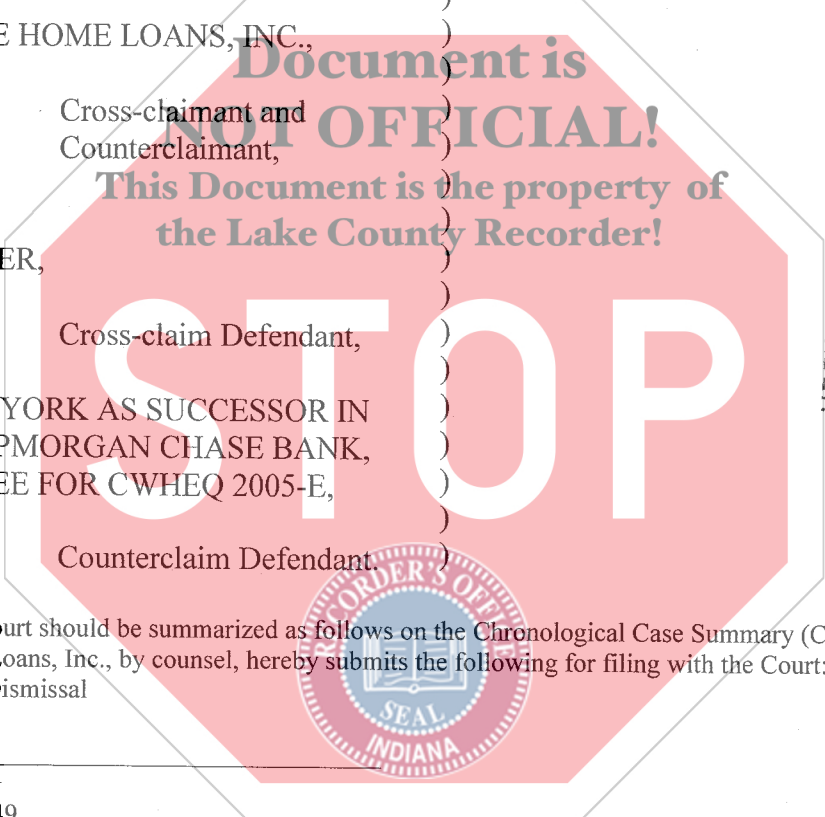 E HOME LOANS, INC., )
Document is
)
Cross-claimant and )
NOT OFFICIAL!
Counterclaimant, )
This Document is the property of
)
the Lake County Recorder!
)
ER, )
)
STOP
Cross-claim Defendant, )
)
YORK AS SUCCESSOR IN )
PMORGAN CHASE BANK, )
EE FOR CWHEQ 2005-E, )
)
Counterclaim Defendant. )
RECORDER'S OFFICE
urt should be summarized as follows on the Chronological Case Summary (C
Loans, Inc., by counsel, hereby submits the following for filing with the Court:
ismissal
SEAL
INDIANA
19